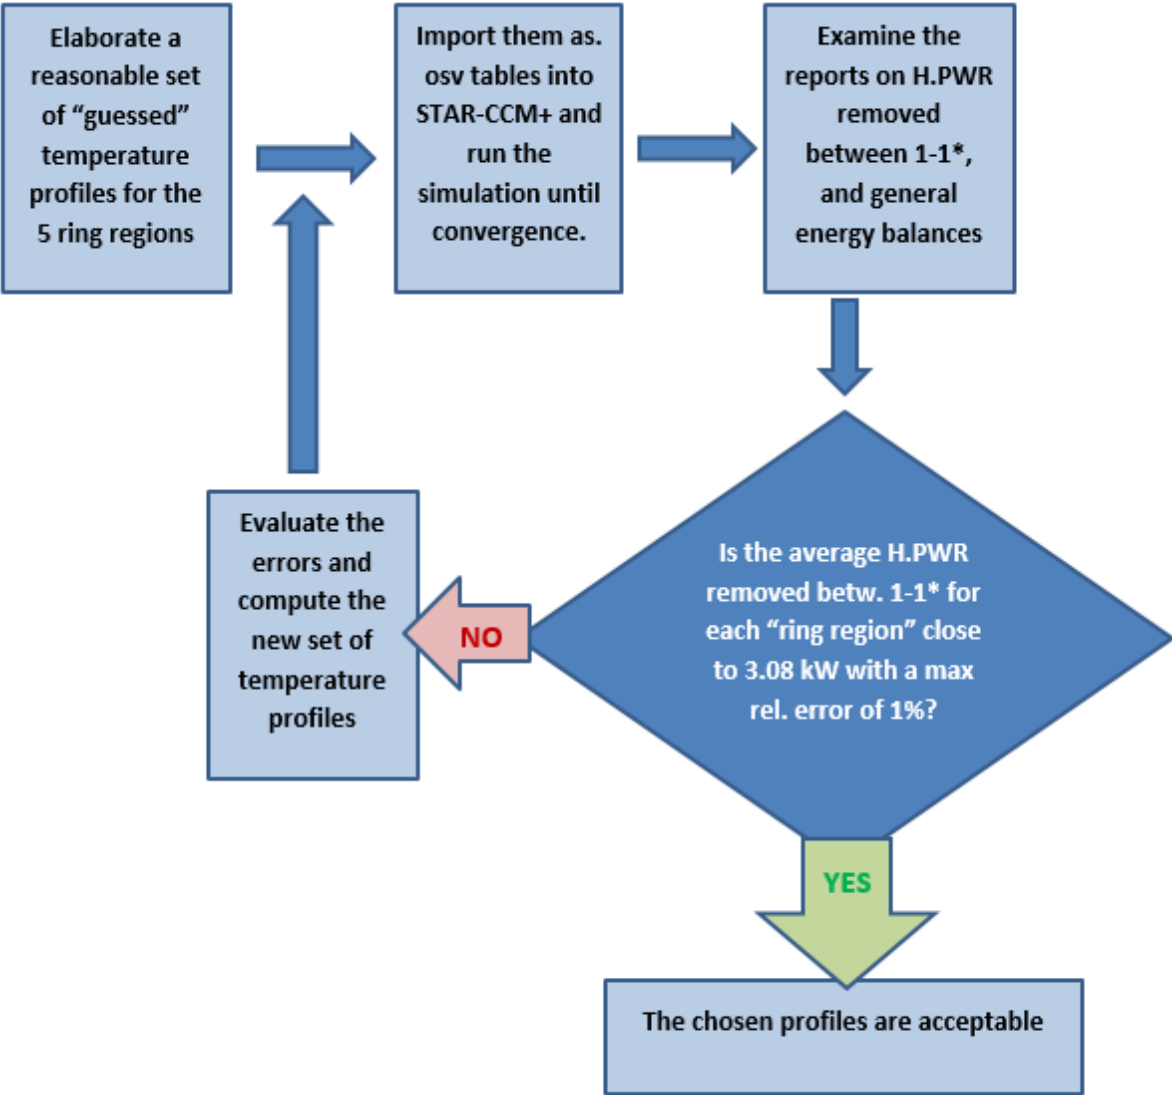 Elaborate a
reasonable set
of “guessed”
temperature
profiles for the
5 ring regions
Import them as.
osv tables into
STAR-CCM+ and
run the
simulation until
convergence.
Examine the
reports on H.PWR
removed
between 1-1*,
and general
energy balances
Is the average H.PWR
removed betw. 1-1* for
each “ring region” close
to 3.08 kW with a max
rel. error of 1%?
NO
Evaluate the
errors and
compute the
new set of
temperature
profiles
YES
The chosen profiles are acceptable